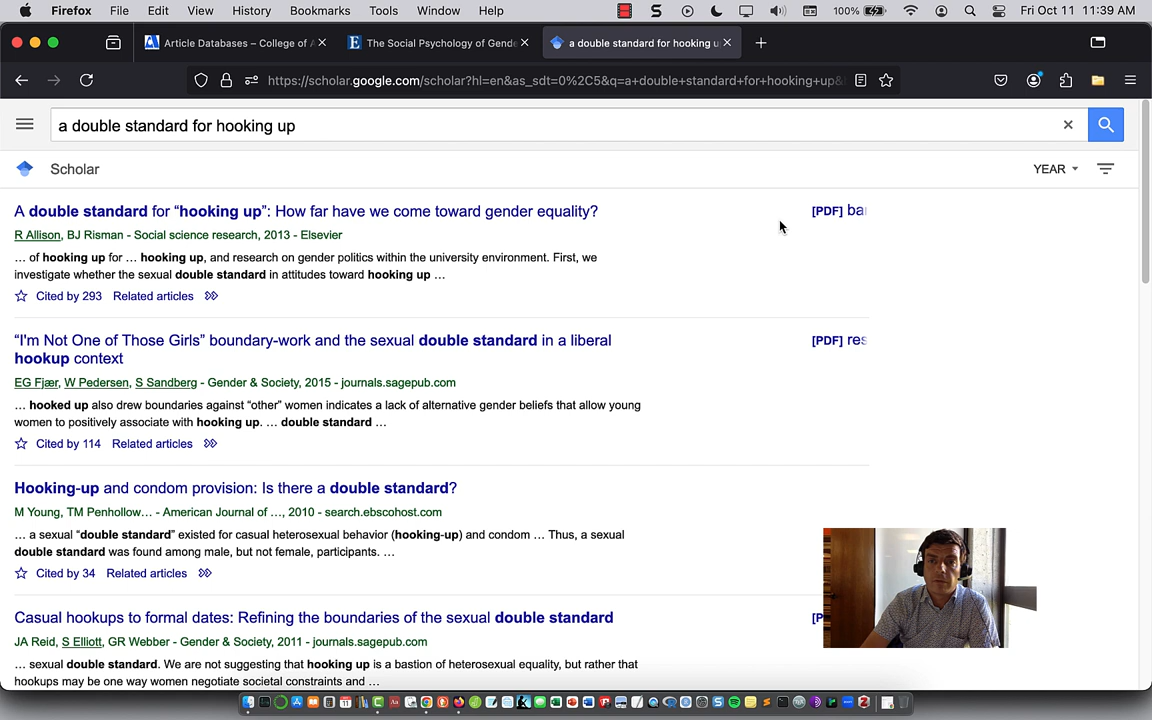 Firefox File Edit View History Bookmarks Tools Window Help 100% Fri Oct 11 11:39 AM
Article Databases – College of A The Social Psychology of Gende a double standard for hooking u
https://scholar.google.com/scholar?hl=en&as_sdt=0%2C5&q=a+double+standard+for+hooking+up&
a double standard for hooking up
Scholar YEAR
A double standard for “hooking up”: How far have we come toward gender equality? [PDF] ba
R Allison, BJ Risman - Social science research, 2013 - Elsevier
... of hooking up for ... hooking up, and research on gender politics within the university environment. First, we
investigate whether the sexual double standard in attitudes toward hooking up ...
Cited by 293 Related articles
“I'm Not One of Those Girls” boundary-work and the sexual double standard in a liberal [PDF] res
hookup context
EG Fjær, W Pedersen, S Sandberg - Gender & Society, 2015 - journals.sagepub.com
... hooked up also drew boundaries against “other” women indicates a lack of alternative gender beliefs that allow young
women to positively associate with hooking up. ... double standard ...
Cited by 114 Related articles
Hooking-up and condom provision: Is there a double standard?
M Young, TM Penhollow... - American Journal of ..., 2010 - search.ebscohost.com
... a sexual “double standard” existed for casual heterosexual behavior (hooking-up) and condom ... Thus, a sexual
double standard was found among male, but not female, participants. ...
Cited by 34 Related articles
Casual hookups to formal dates: Refining the boundaries of the sexual double standard [P
JA Reid, S Elliott, GR Webber - Gender & Society, 2011 - journals.sagepub.com
... sexual double standard. We are not suggesting that hooking up is a bastion of heterosexual equality, but rather that
hookups may be one way women negotiate societal constraints and ...